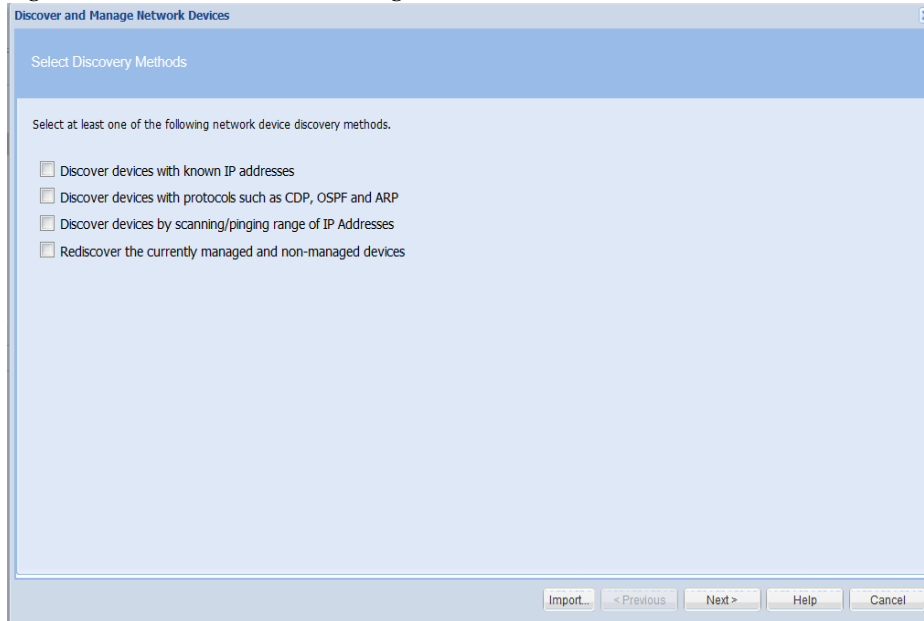 Discover and Manage Network Devices
Select Discovery Methods
Select at least one of the following network device discovery methods.
Discover devices with known IP addresses
Discover devices with protocols such as CDP, OSPF and ARP
Discover devices by scanning/pinging range of IP Addresses
Rediscover the currently managed and non-managed devices
Import... < Previous Next > Help Cancel